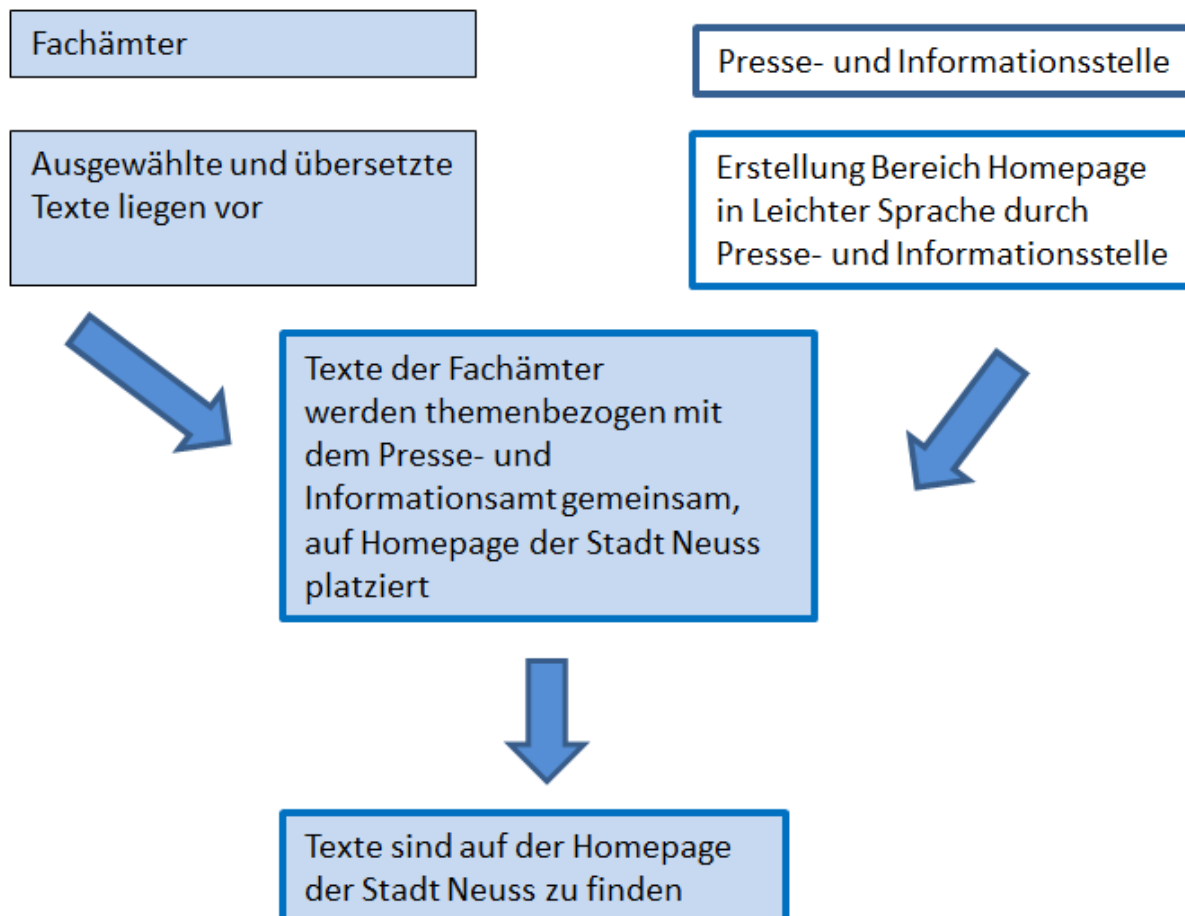 Fachämter
Presse- und Informationsstelle
Ausgewählte und übersetzte
Texte liegen vor
Erstellung Bereich Homepage
in Leichter Sprache durch
Presse- und Informationsstelle
Texte der Fachämter
werden themenbezogen mit
dem Presse- und
Informationsamt gemeinsam,
auf Homepage der Stadt Neuss
platziert
Texte sind auf der Homepage
der Stadt Neuss zu finden